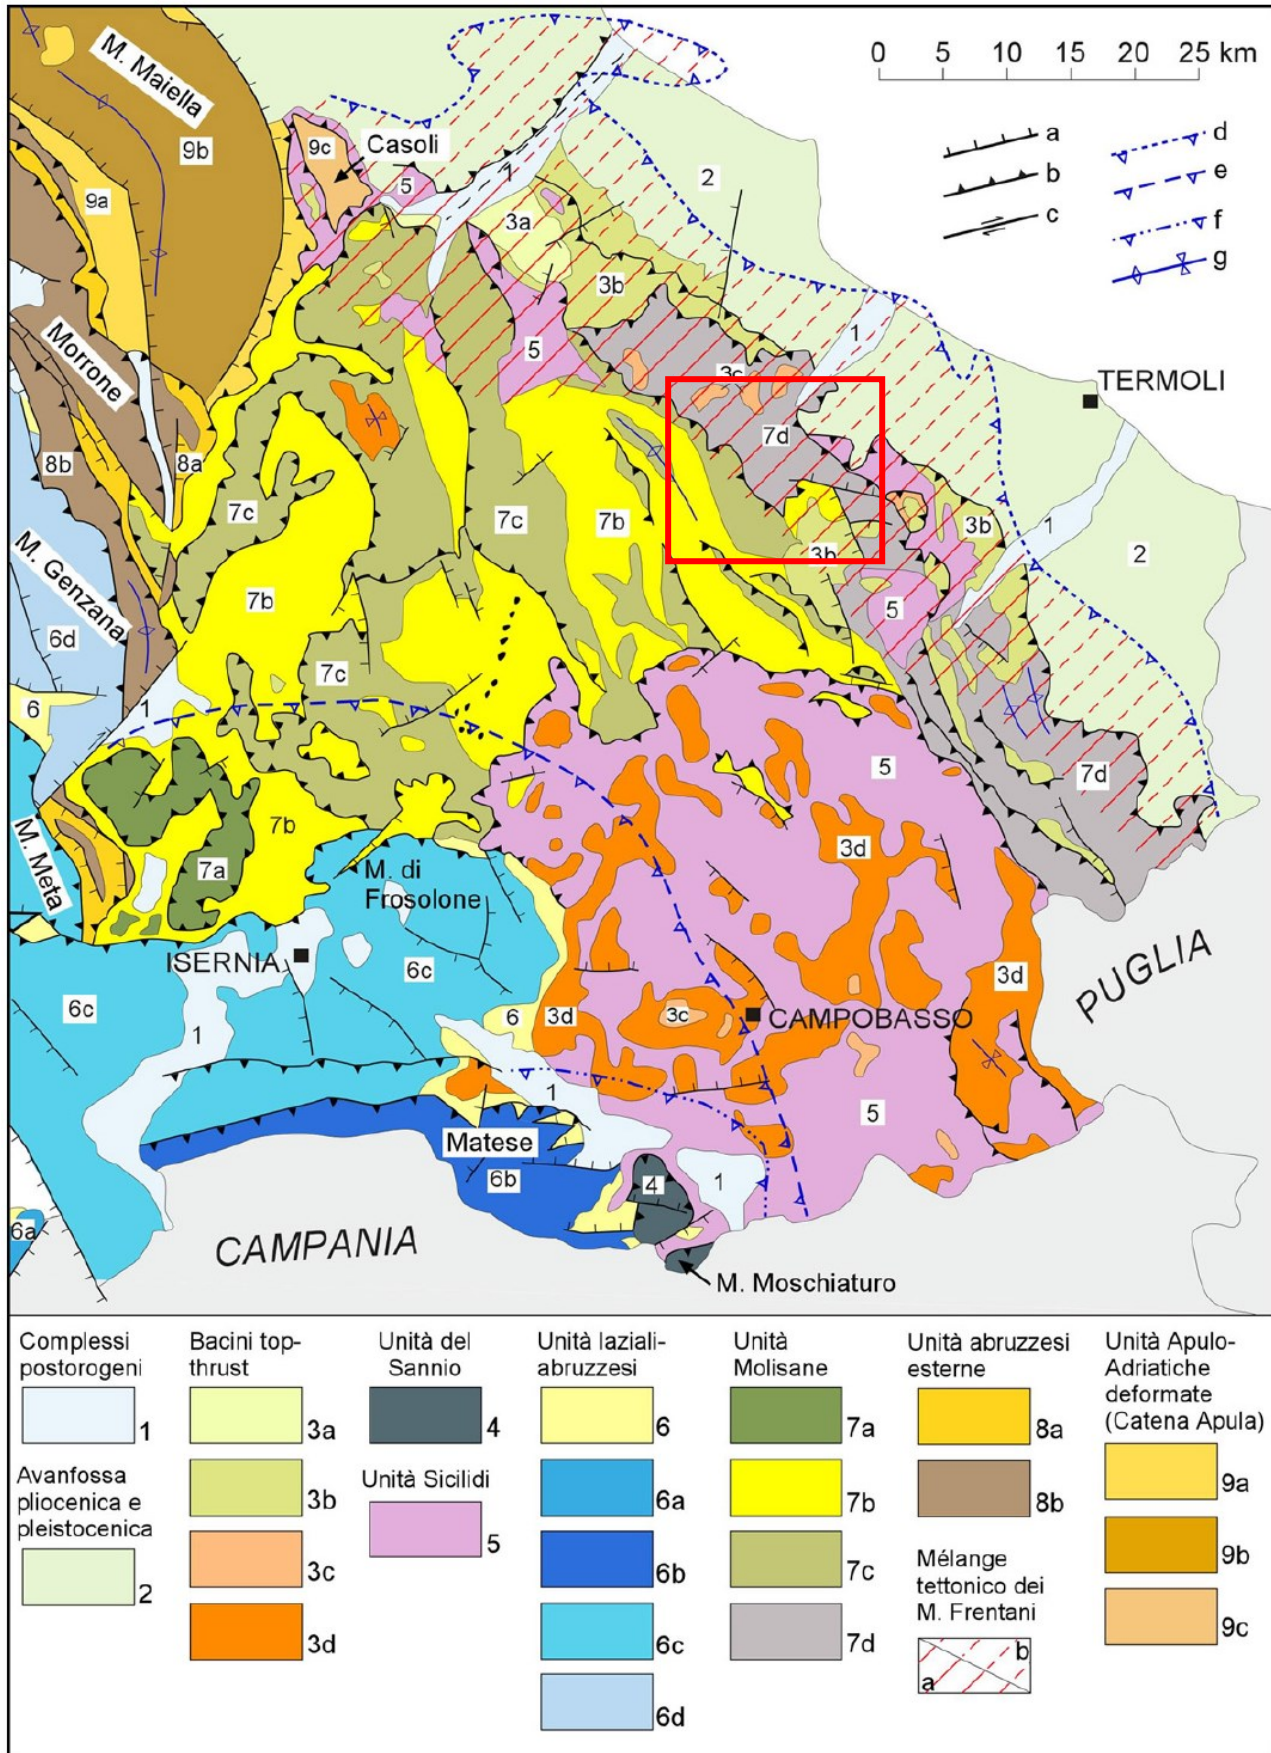 M. Maiella
9b
9c
Casoli
5
1
2
0 5 10 15 20 25 km
a
b
c
d
e
f
g
9a
3a
3b
5
1
3c
TERMOLI
Morrone
8b
8a
7c
7d
7c
7b
3b
3b
1
2
M. Genzana
6d
7b
5
7c
6
1
5
7d
M. Meta
7b
7a
M. di
Frosolone
3d
ISERNIA
6c
6c
1
6
3d
3c
CAMPOBASSO
3d
PUGLIA
1
5
Matese
6b
4
1
6a
CAMPANIA
M. Moschiaturo
Complessi
postorogeni
1
Avanfossa
pliocenica e
pleistocenica
2
Bacini top-
thrust
3a
3b
3c
3d
Unità del
Sannio
4
Unità Sicilidi
5
Unità laziali-
abruzzesi
6
6a
6b
6c
6d
Unità
Molisane
7a
7b
7c
7d
Unità abruzzesi
esterne
8a
8b
Mélange
tettonico dei
M. Frentani
a
b
Unità Apulo-
Adriatiche
deformate
(Catena Apula)
9a
9b
9c